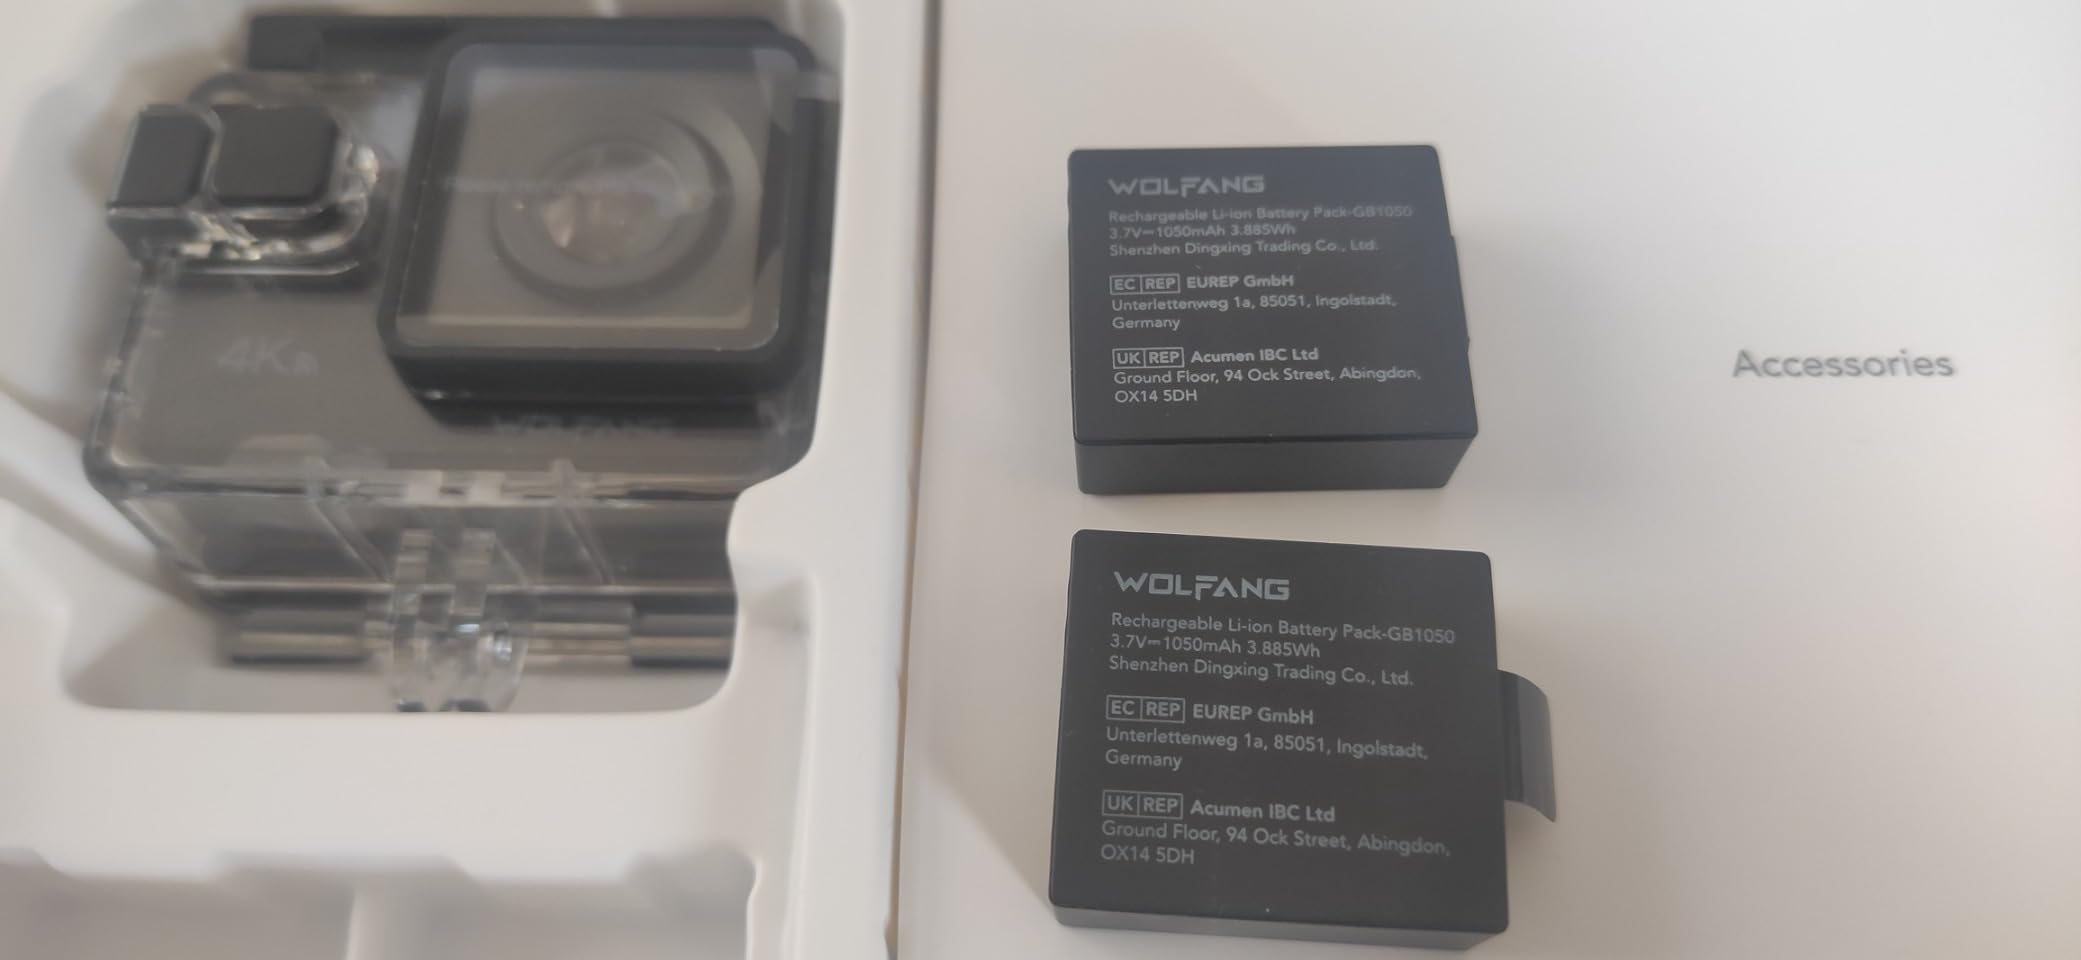 4K
WOLFANG
WOLFANG
Rechargeable Li-ion Battery Pack-GB1050
3.7V⎓1050mAh 3.885Wh
Shenzhen Dingxing Trading Co., Ltd.
EC REP EUREP GmbH
Unterlettenweg 1a, 85051, Ingolstadt,
Germany
UK REP Acumen IBC Ltd
Ground Floor, 94 Ock Street, Abingdon,
OX14 5DH
WOLFANG
Rechargeable Li-ion Battery Pack-GB1050
3.7V⎓1050mAh 3.885Wh
Shenzhen Dingxing Trading Co., Ltd.
EC REP EUREP GmbH
Unterlettenweg 1a, 85051, Ingolstadt,
Germany
UK REP Acumen IBC Ltd
Ground Floor, 94 Ock Street, Abingdon,
OX14 5DH
Accessories